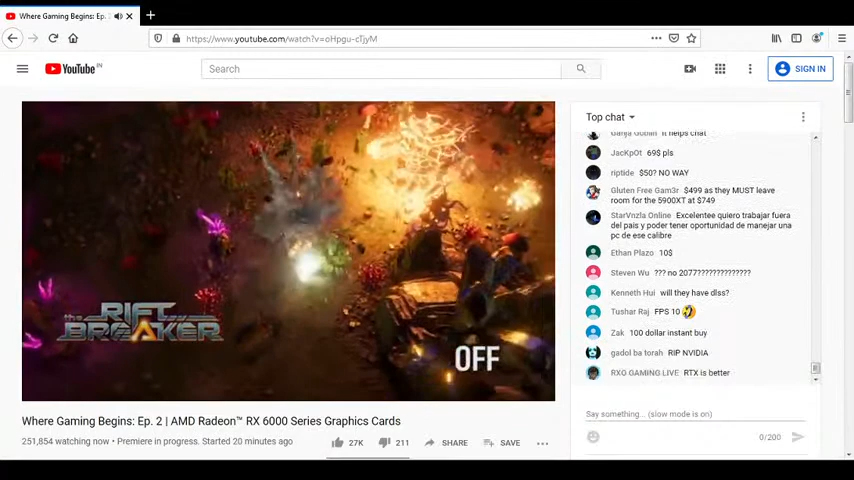 Where Gaming Begins: Ep. 2
https://www.youtube.com/watch?v=oHpgu-cTjyM
YouTube IN
Search
SIGN IN
the RIFT
BREAKER
OFF
Where Gaming Begins: Ep. 2 | AMD Radeon™ RX 6000 Series Graphics Cards
251,854 watching now • Premiere in progress. Started 20 minutes ago
27K
211
SHARE
SAVE
Top chat
Ganja Goblin It helps chat
JacKpOt 69$ pls
riptide $50? NO WAY
Gluten Free Gam3r $499 as they MUST leave
room for the 5900XT at $749
StarVnzla Online Excelentee quiero trabajar fuera
del pais y poder tener oportunidad de manejar una
pc de ese calibre
Ethan Plazo 10$
Steven Wu ??? no 2077???????????????
Kenneth Hui will they have dlss?
Tushar Raj FPS 10 🤣
Zak 100 dollar instant buy
gadol ba torah RIP NVIDIA
RXO GAMING LIVE RTX is better
Say something... (slow mode is on)
0/200